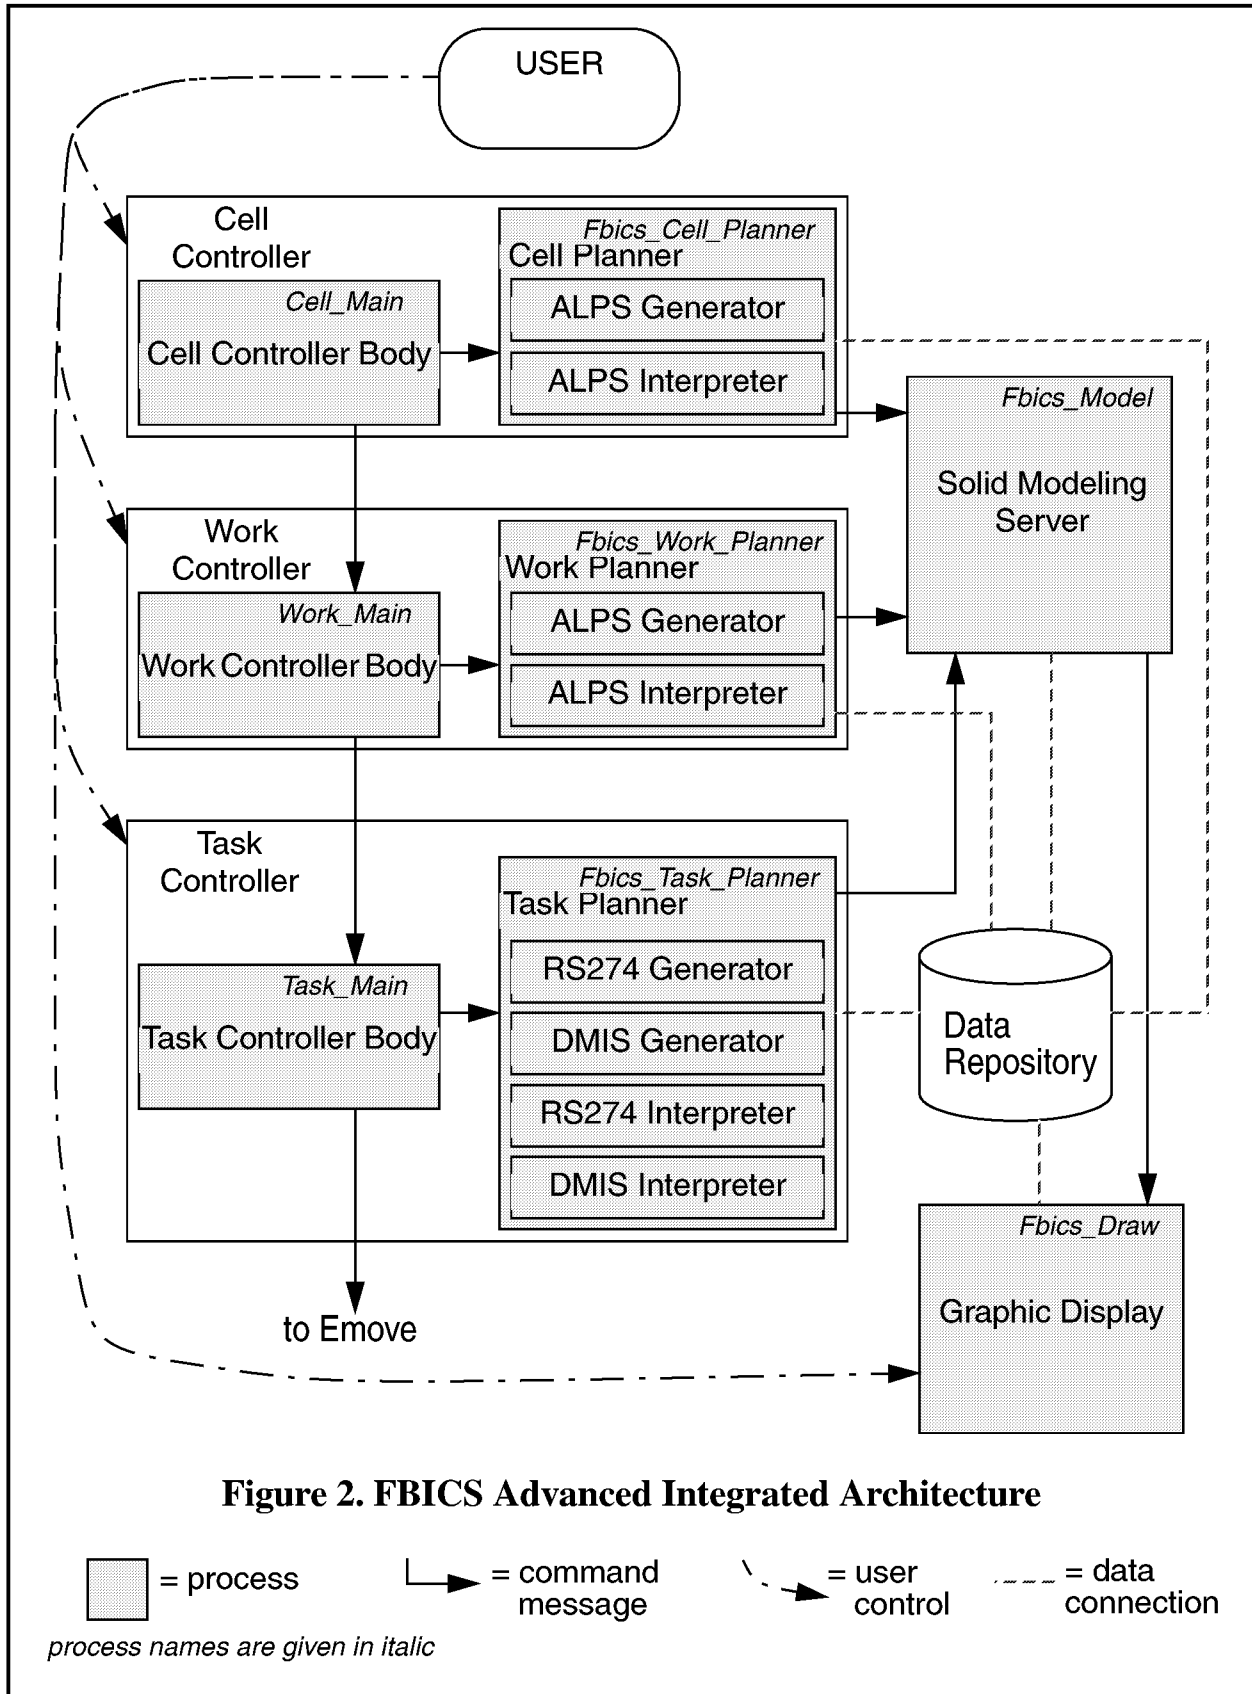 USER
Cell
Controller
Cell_Main
Cell Controller Body
Fbics_Cell_Planner
Cell Planner
ALPS Generator
ALPS Interpreter
Fbics_Model
Solid Modeling
Server
Work
Controller
Work_Main
Work Controller Body
Fbics_Work_Planner
Work Planner
ALPS Generator
ALPS Interpreter
Task
Controller
Task_Main
Task Controller Body
Fbics_Task_Planner
Task Planner
RS274 Generator
DMIS Generator
RS274 Interpreter
DMIS Interpreter
Data
Repository
to Emove
Fbics_Draw
Graphic Display
Figure 2. FBICS Advanced Integrated Architecture
= process
= command
message
= user
control
= data
connection
process names are given in italic